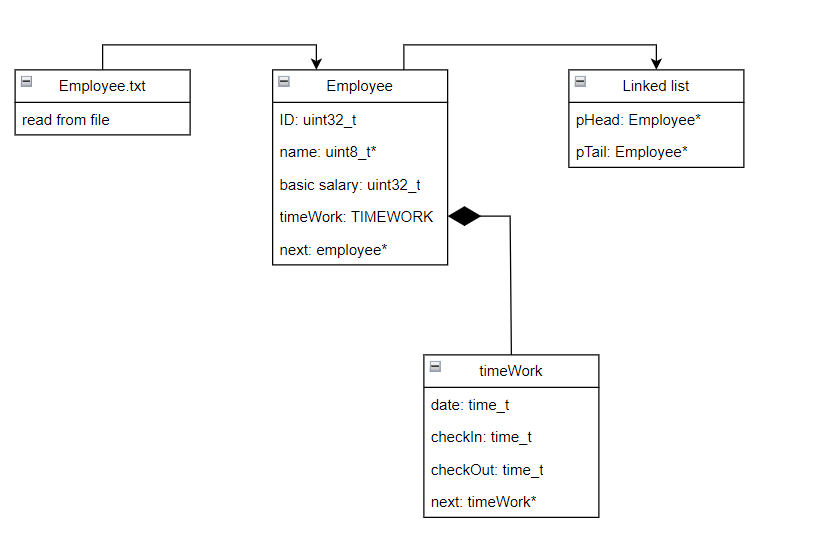 Employee.txt
read from file
Employee
ID: uint32_t
name: uint8_t*
basic salary: uint32_t
timeWork: TIMEWORK
next: employee*
Linked list
pHead: Employee*
pTail: Employee*
timeWork
date: time_t
checkIn: time_t
checkOut: time_t
next: timeWork*